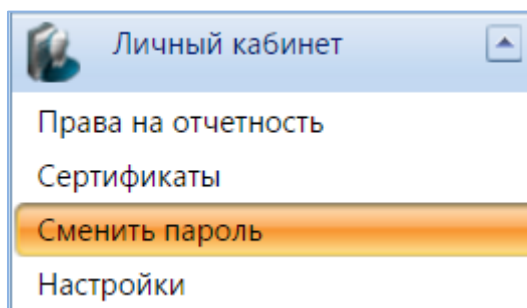 Личный кабинет
Права на отчетность
Сертификаты
Сменить пароль
Настройки